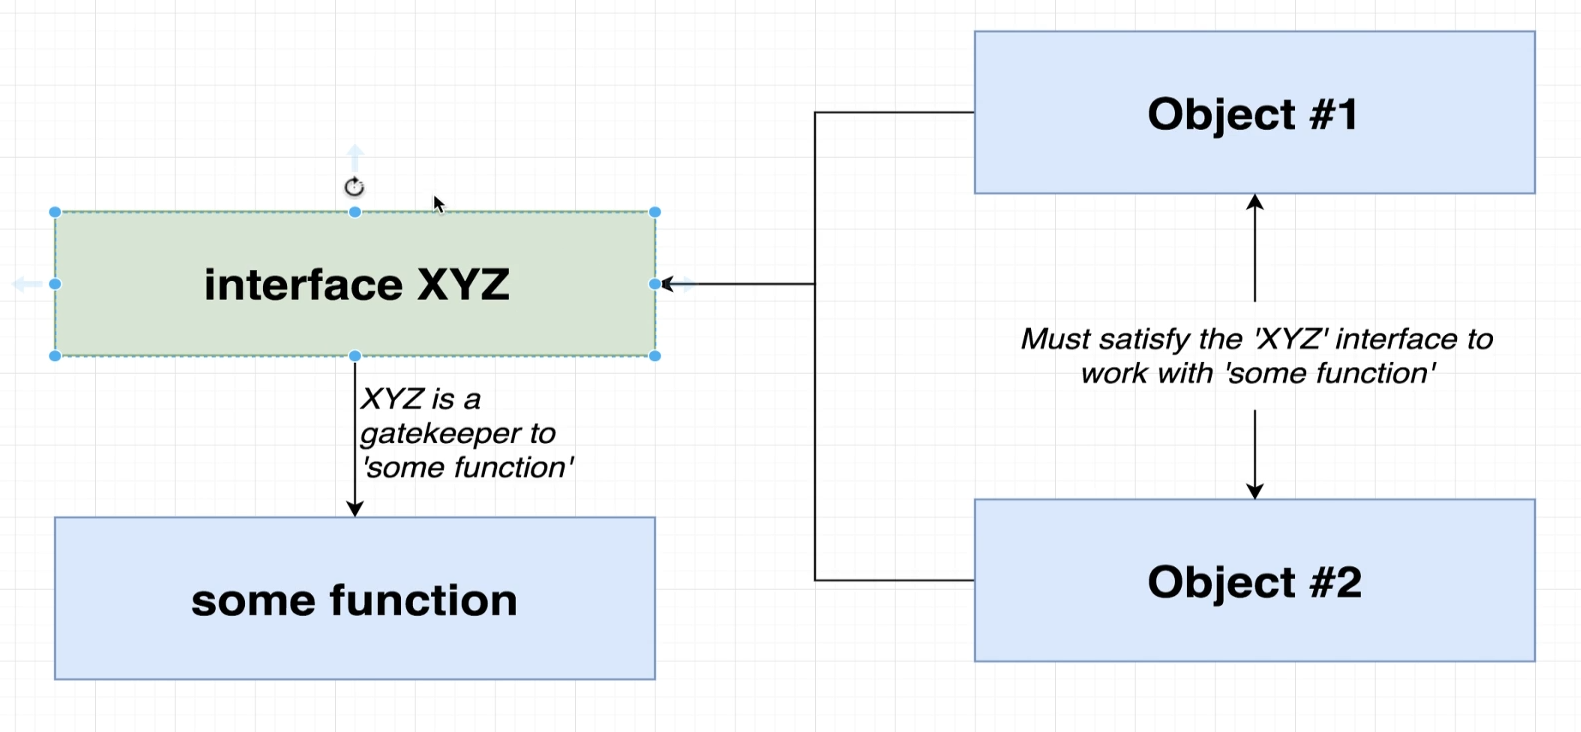 Object #1
interface XYZ
Must satisfy the 'XYZ' interface to
work with 'some function'
XYZ is a
gatekeeper to
'some function'
Object #2
some function